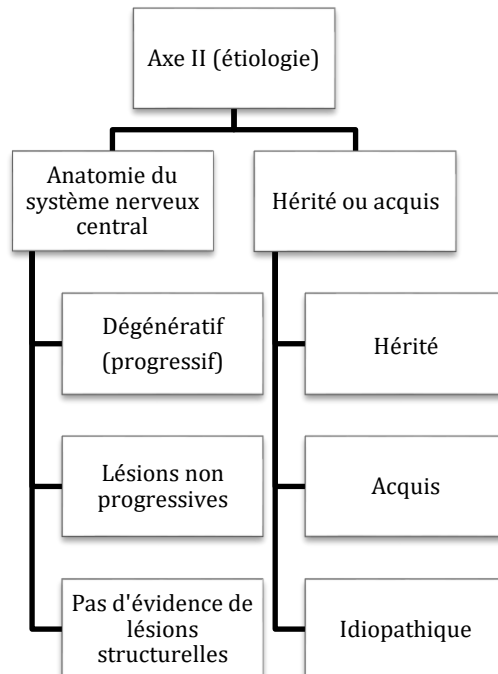 Axe II (étiologie)
Anatomie du
système nerveux
central
Hérité ou acquis
Dégénératif
(progressif)
Hérité
Lésions non
progressives
Acquis
Pas d'évidence de
lésions
structurelles
Idiopathique